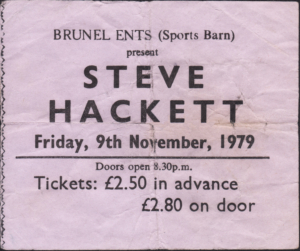 BRUNEL ENTS (Sports Barn)
present
STEVE
HACKETT
Friday, 9th November, 1979
Doors open 8.30p.m.
Tickets: £2.50 in advance
£2.80 on door